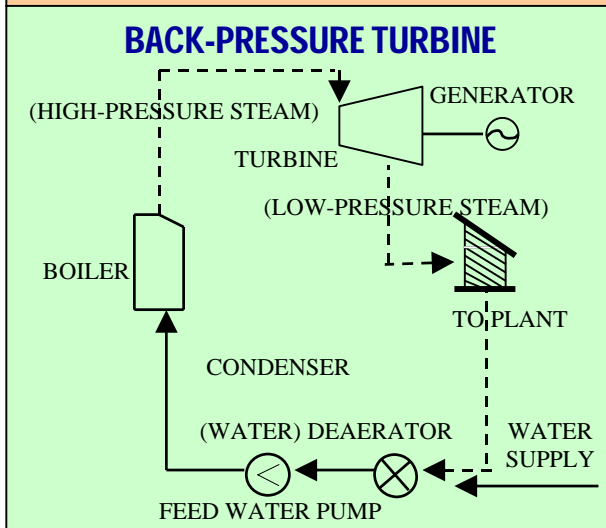 BACK-PRESSURE TURBINE
GENERATOR
(HIGH-PRESSURE STEAM)
TURBINE
(LOW-PRESSURE STEAM)
BOILER
TO PLANT
CONDENSER
(WATER) DEAERATOR
WATER
SUPPLY
FEED WATER PUMP